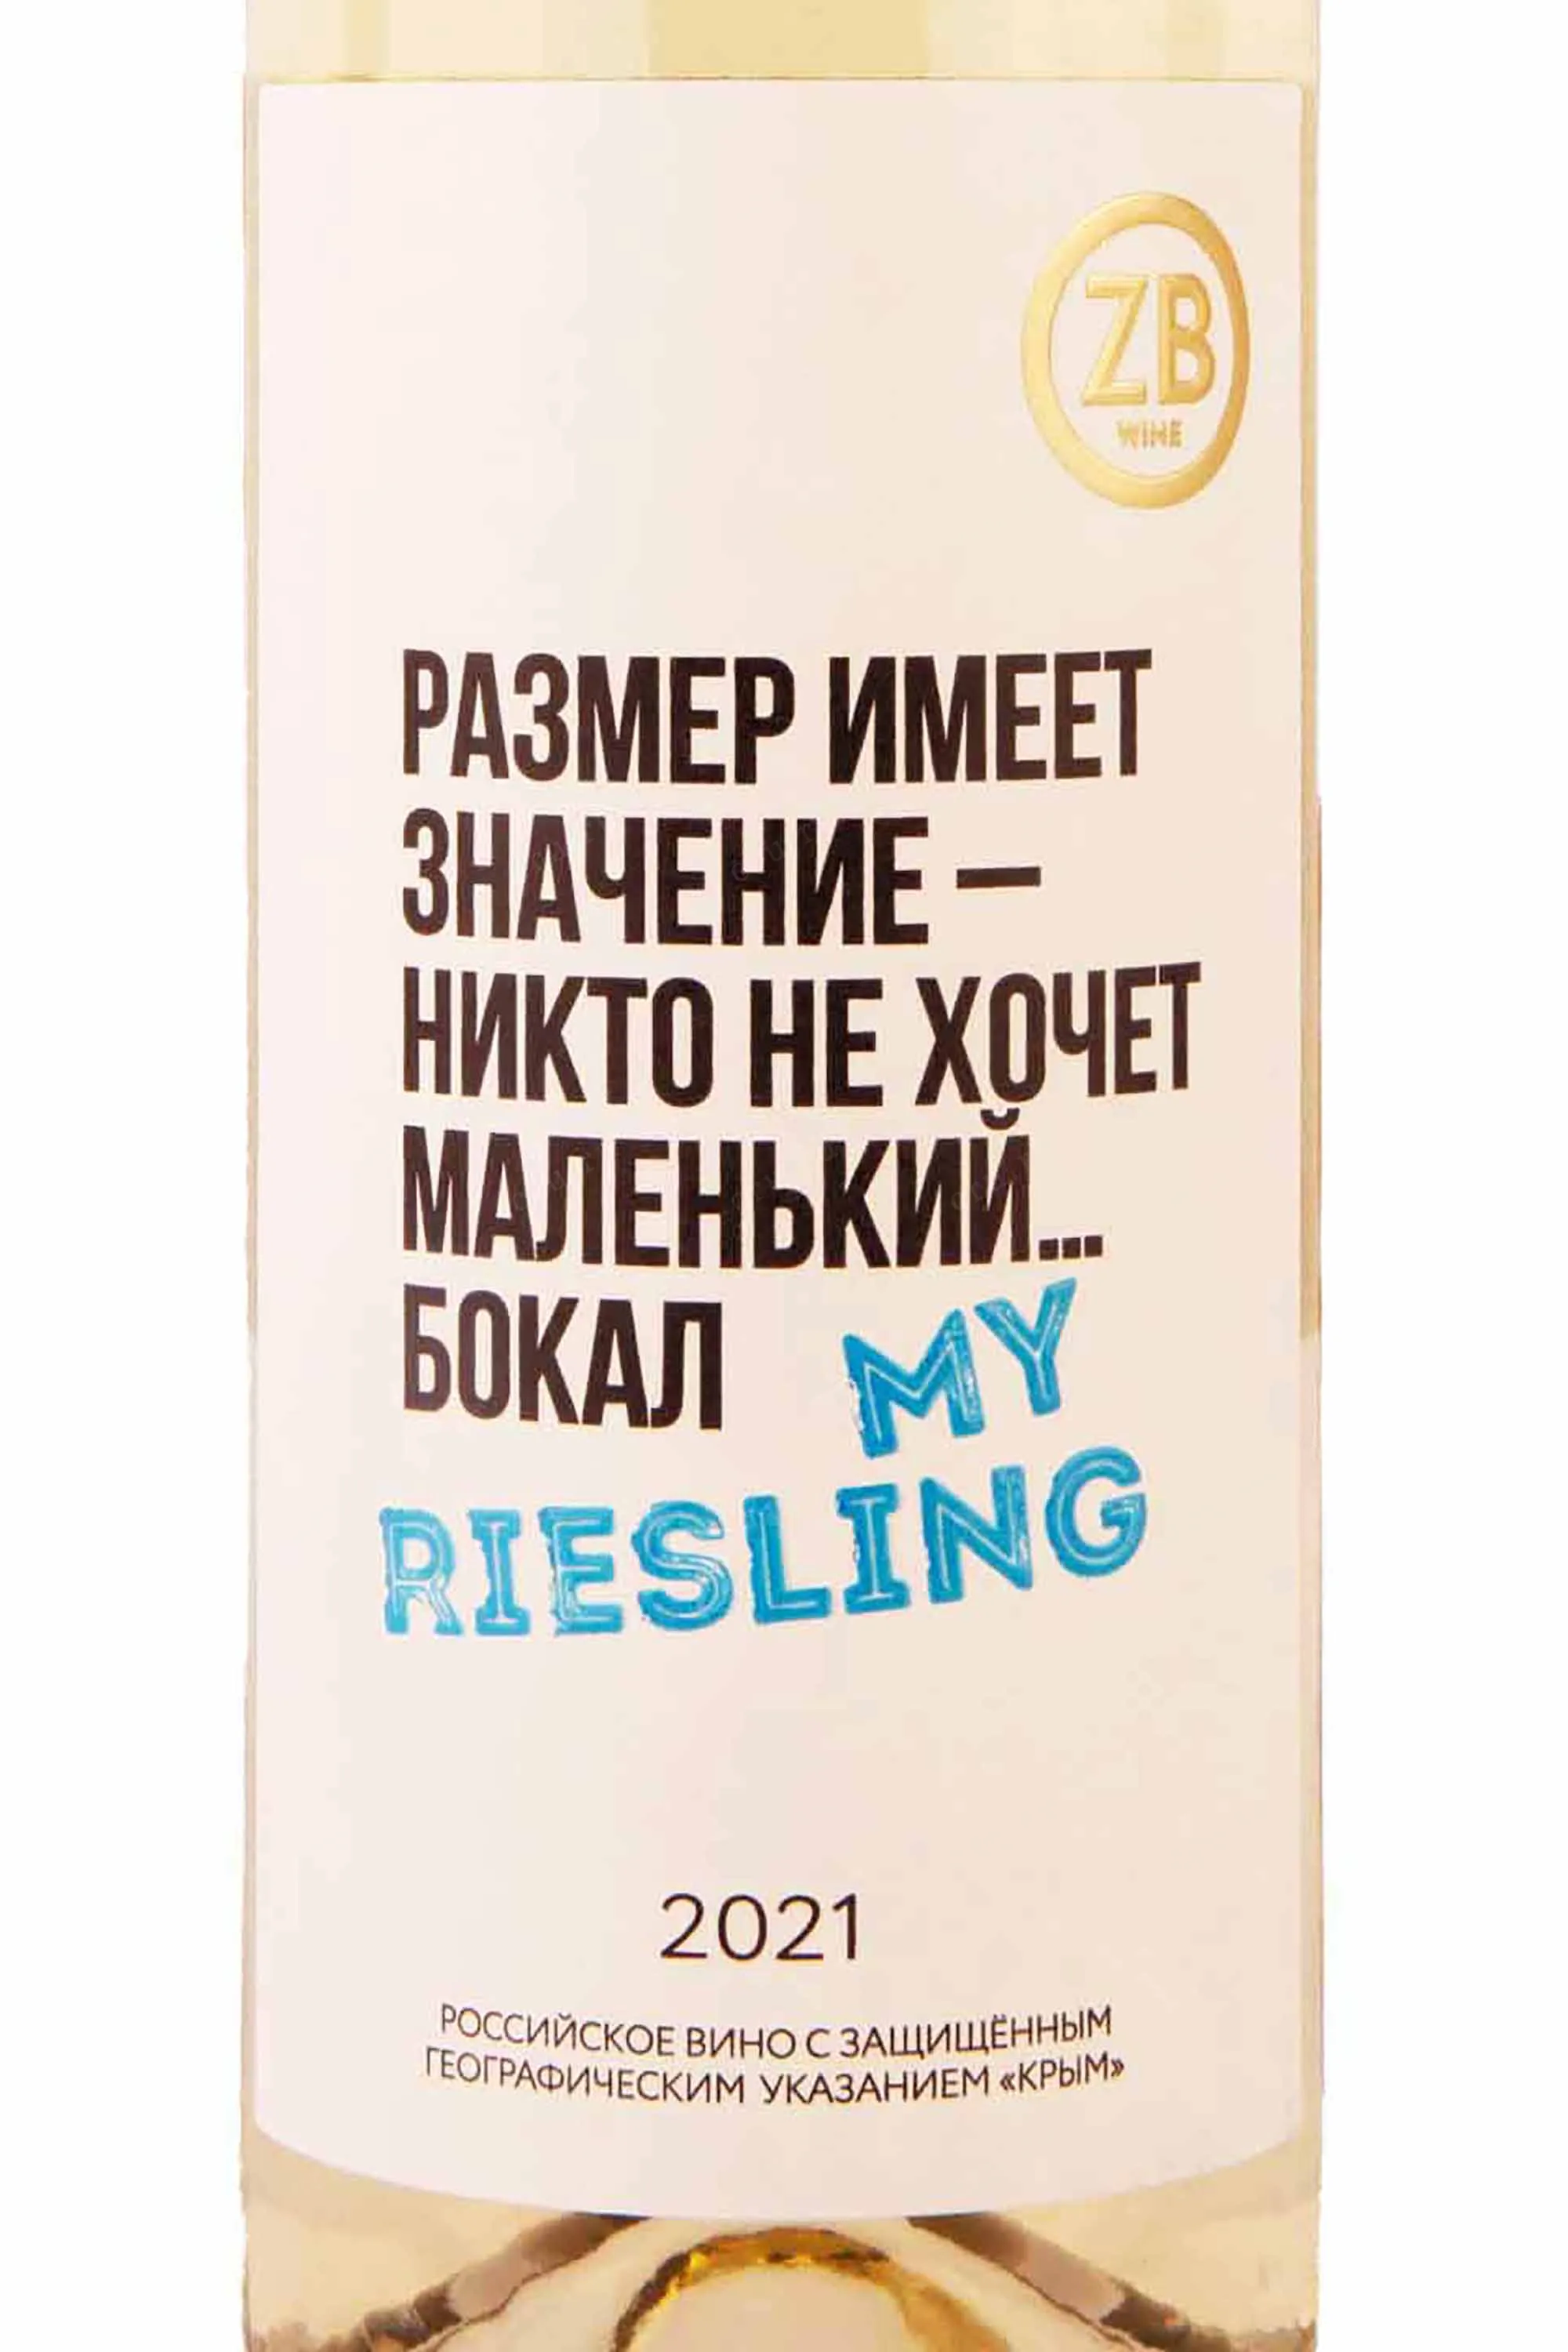 ZB
WINE
РАЗМЕР ИМЕЕТ
ЗНАЧЕНИЕ –
НИКТО НЕ ХОЧЕТ
МАЛЕНЬКИЙ...
БОКАЛ
MY
RIESLING
2021
РОССИЙСКОЕ ВИНО С ЗАЩИЩЁННЫМ
ГЕОГРАФИЧЕСКИМ УКАЗАНИЕМ «КРЫМ»